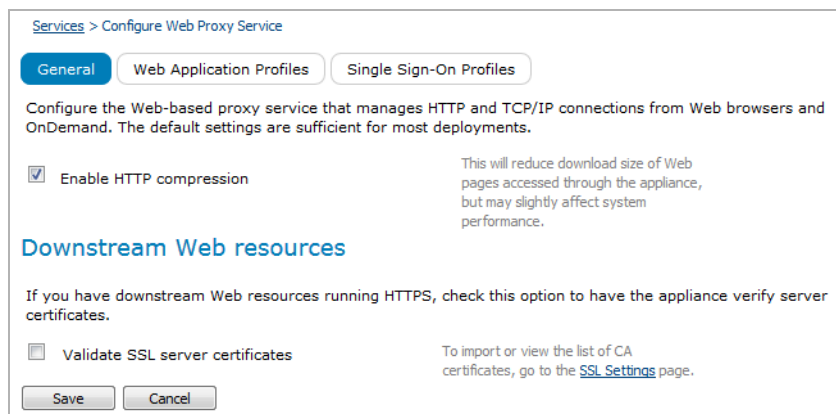 Services > Configure Web Proxy Service
General Web Application Profiles Single Sign-On Profiles
Configure the Web-based proxy service that manages HTTP and TCP/IP connections from Web browsers and
OnDemand. The default settings are sufficient for most deployments.
Enable HTTP compression
This will reduce download size of Web
pages accessed through the appliance,
but may slightly affect system
performance.
Downstream Web resources
If you have downstream Web resources running HTTPS, check this option to have the appliance verify server
certificates.
Validate SSL server certificates
To import or view the list of CA
certificates, go to the SSL Settings page.
Save Cancel